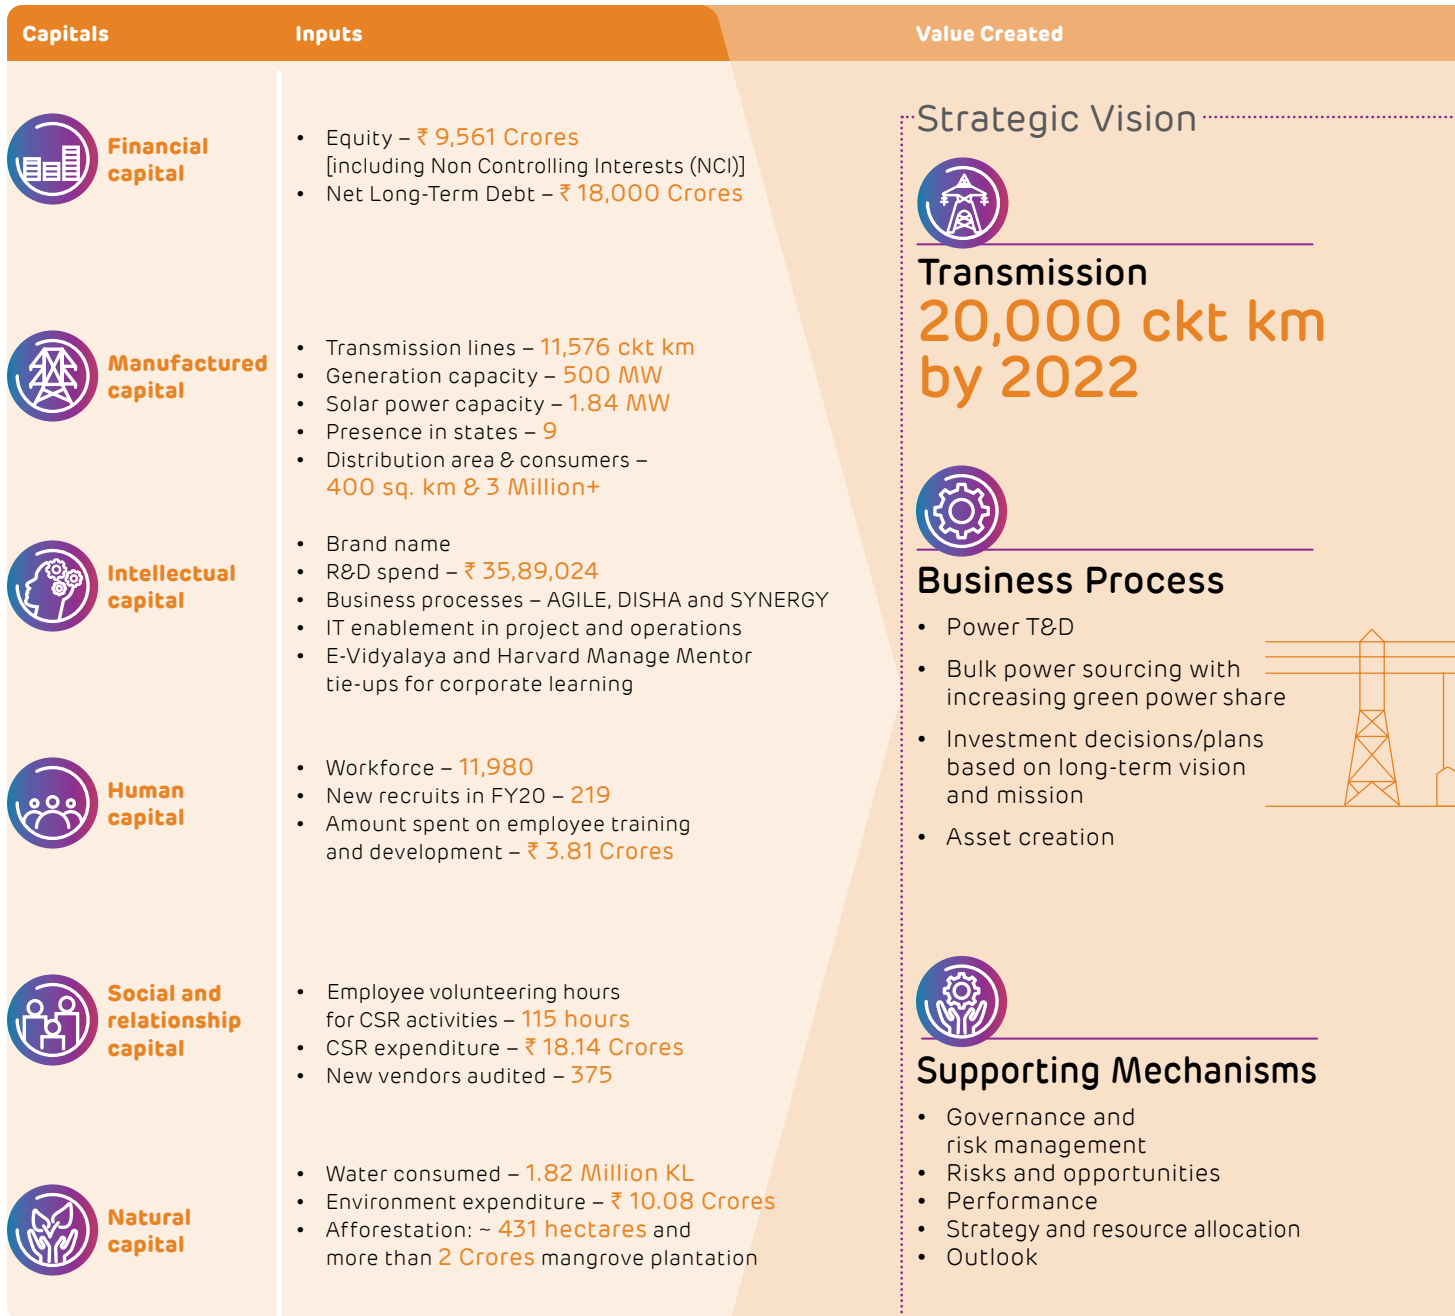 Capitals
Inputs
Value Created
Financial
capital
• Equity – ₹ 9,561 Crores
[including Non Controlling Interests (NCI)]
• Net Long-Term Debt – ₹ 18,000 Crores
Manufactured
capital
• Transmission lines – 11,576 ckt km
• Generation capacity – 500 MW
• Solar power capacity – 1.84 MW
• Presence in states – 9
• Distribution area & consumers –
400 sq. km & 3 Million+
Intellectual
capital
• Brand name
• R&D spend – ₹ 35,89,024
• Business processes – AGILE, DISHA and SYNERGY
• IT enablement in project and operations
• E-Vidyalaya and Harvard Manage Mentor
tie-ups for corporate learning
Human
capital
• Workforce – 11,980
• New recruits in FY20 – 219
• Amount spent on employee training
and development – ₹ 3.81 Crores
Social and
relationship
capital
• Employee volunteering hours
for CSR activities – 115 hours
• CSR expenditure – ₹ 18.14 Crores
• New vendors audited – 375
Natural
capital
• Water consumed – 1.82 Million KL
• Environment expenditure – ₹ 10.08 Crores
• Afforestation: ~ 431 hectares and
more than 2 Crores mangrove plantation
Strategic Vision
Transmission
20,000 ckt km
by 2022
Business Process
• Power T&D
• Bulk power sourcing with
increasing green power share
• Investment decisions/plans
based on long-term vision
and mission
• Asset creation
Supporting Mechanisms
• Governance and
risk management
• Risks and opportunities
• Performance
• Strategy and resource allocation
• Outlook